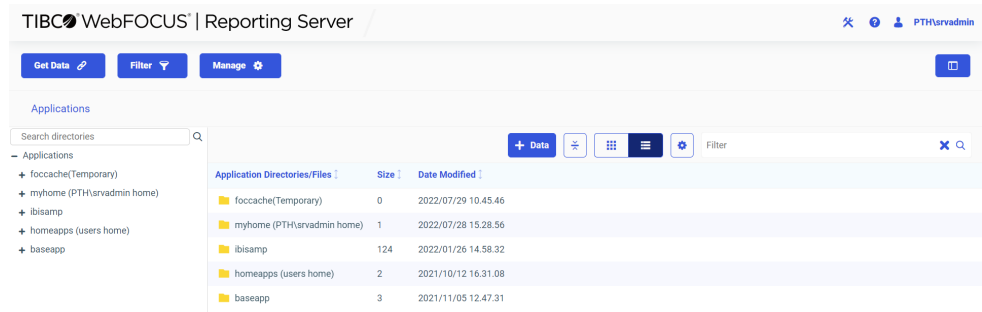 TIBCO® WebFOCUS® | Reporting Server
PTH\srvadmin
Get Data
Filter
Manage
Applications
Search directories
Applications
foccache(Temporary)
myhome (PTH\srvadmin home)
ibisamp
homeapps (users home)
baseapp
+ Data
Filter
Application Directories/Files Size Date Modified
foccache(Temporary) 0 2022/07/29 10.45.46
myhome (PTH\srvadmin home) 1 2022/07/28 15.28.56
ibisamp 124 2022/01/26 14.58.32
homeapps (users home) 2 2021/10/12 16.31.08
baseapp 3 2021/11/05 12.47.31